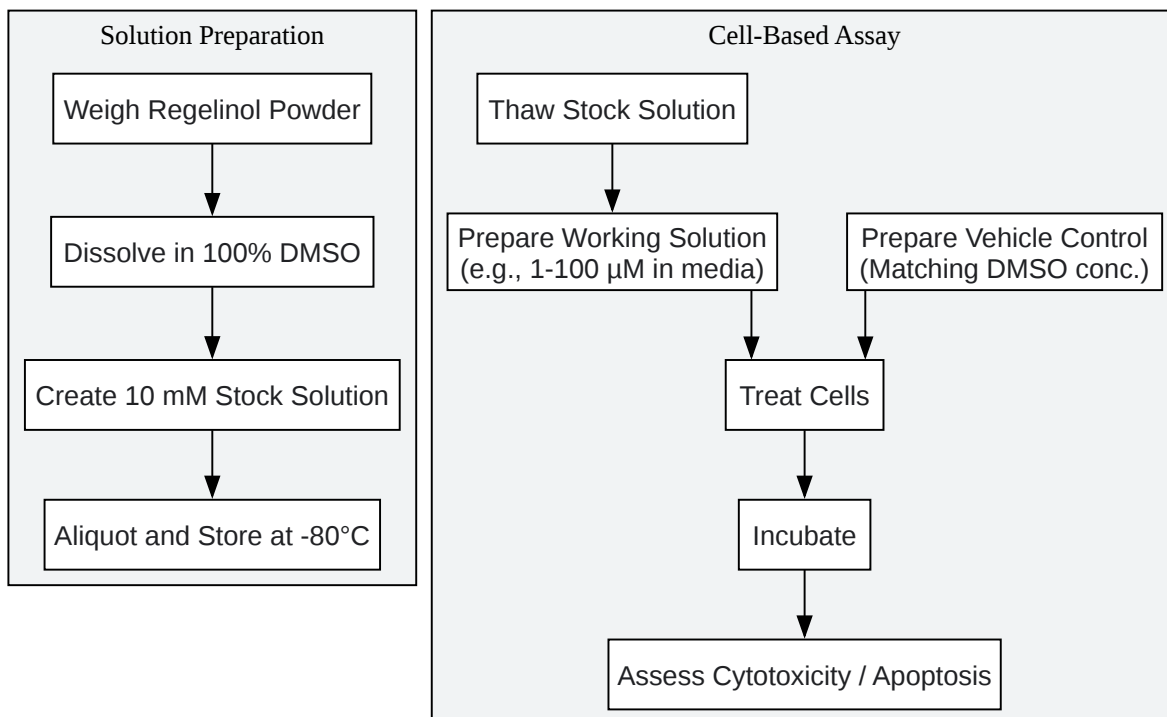 Solution Preparation
Weigh Regelinol Powder
Dissolve in 100% DMSO
Create 10 mM Stock Solution
Aliquot and Store at -80°C
Cell-Based Assay
Thaw Stock Solution
Prepare Working Solution
(e.g., 1-100 µM in media)
Prepare Vehicle Control
(Matching DMSO conc.)
Treat Cells
Incubate
Assess Cytotoxicity / Apoptosis